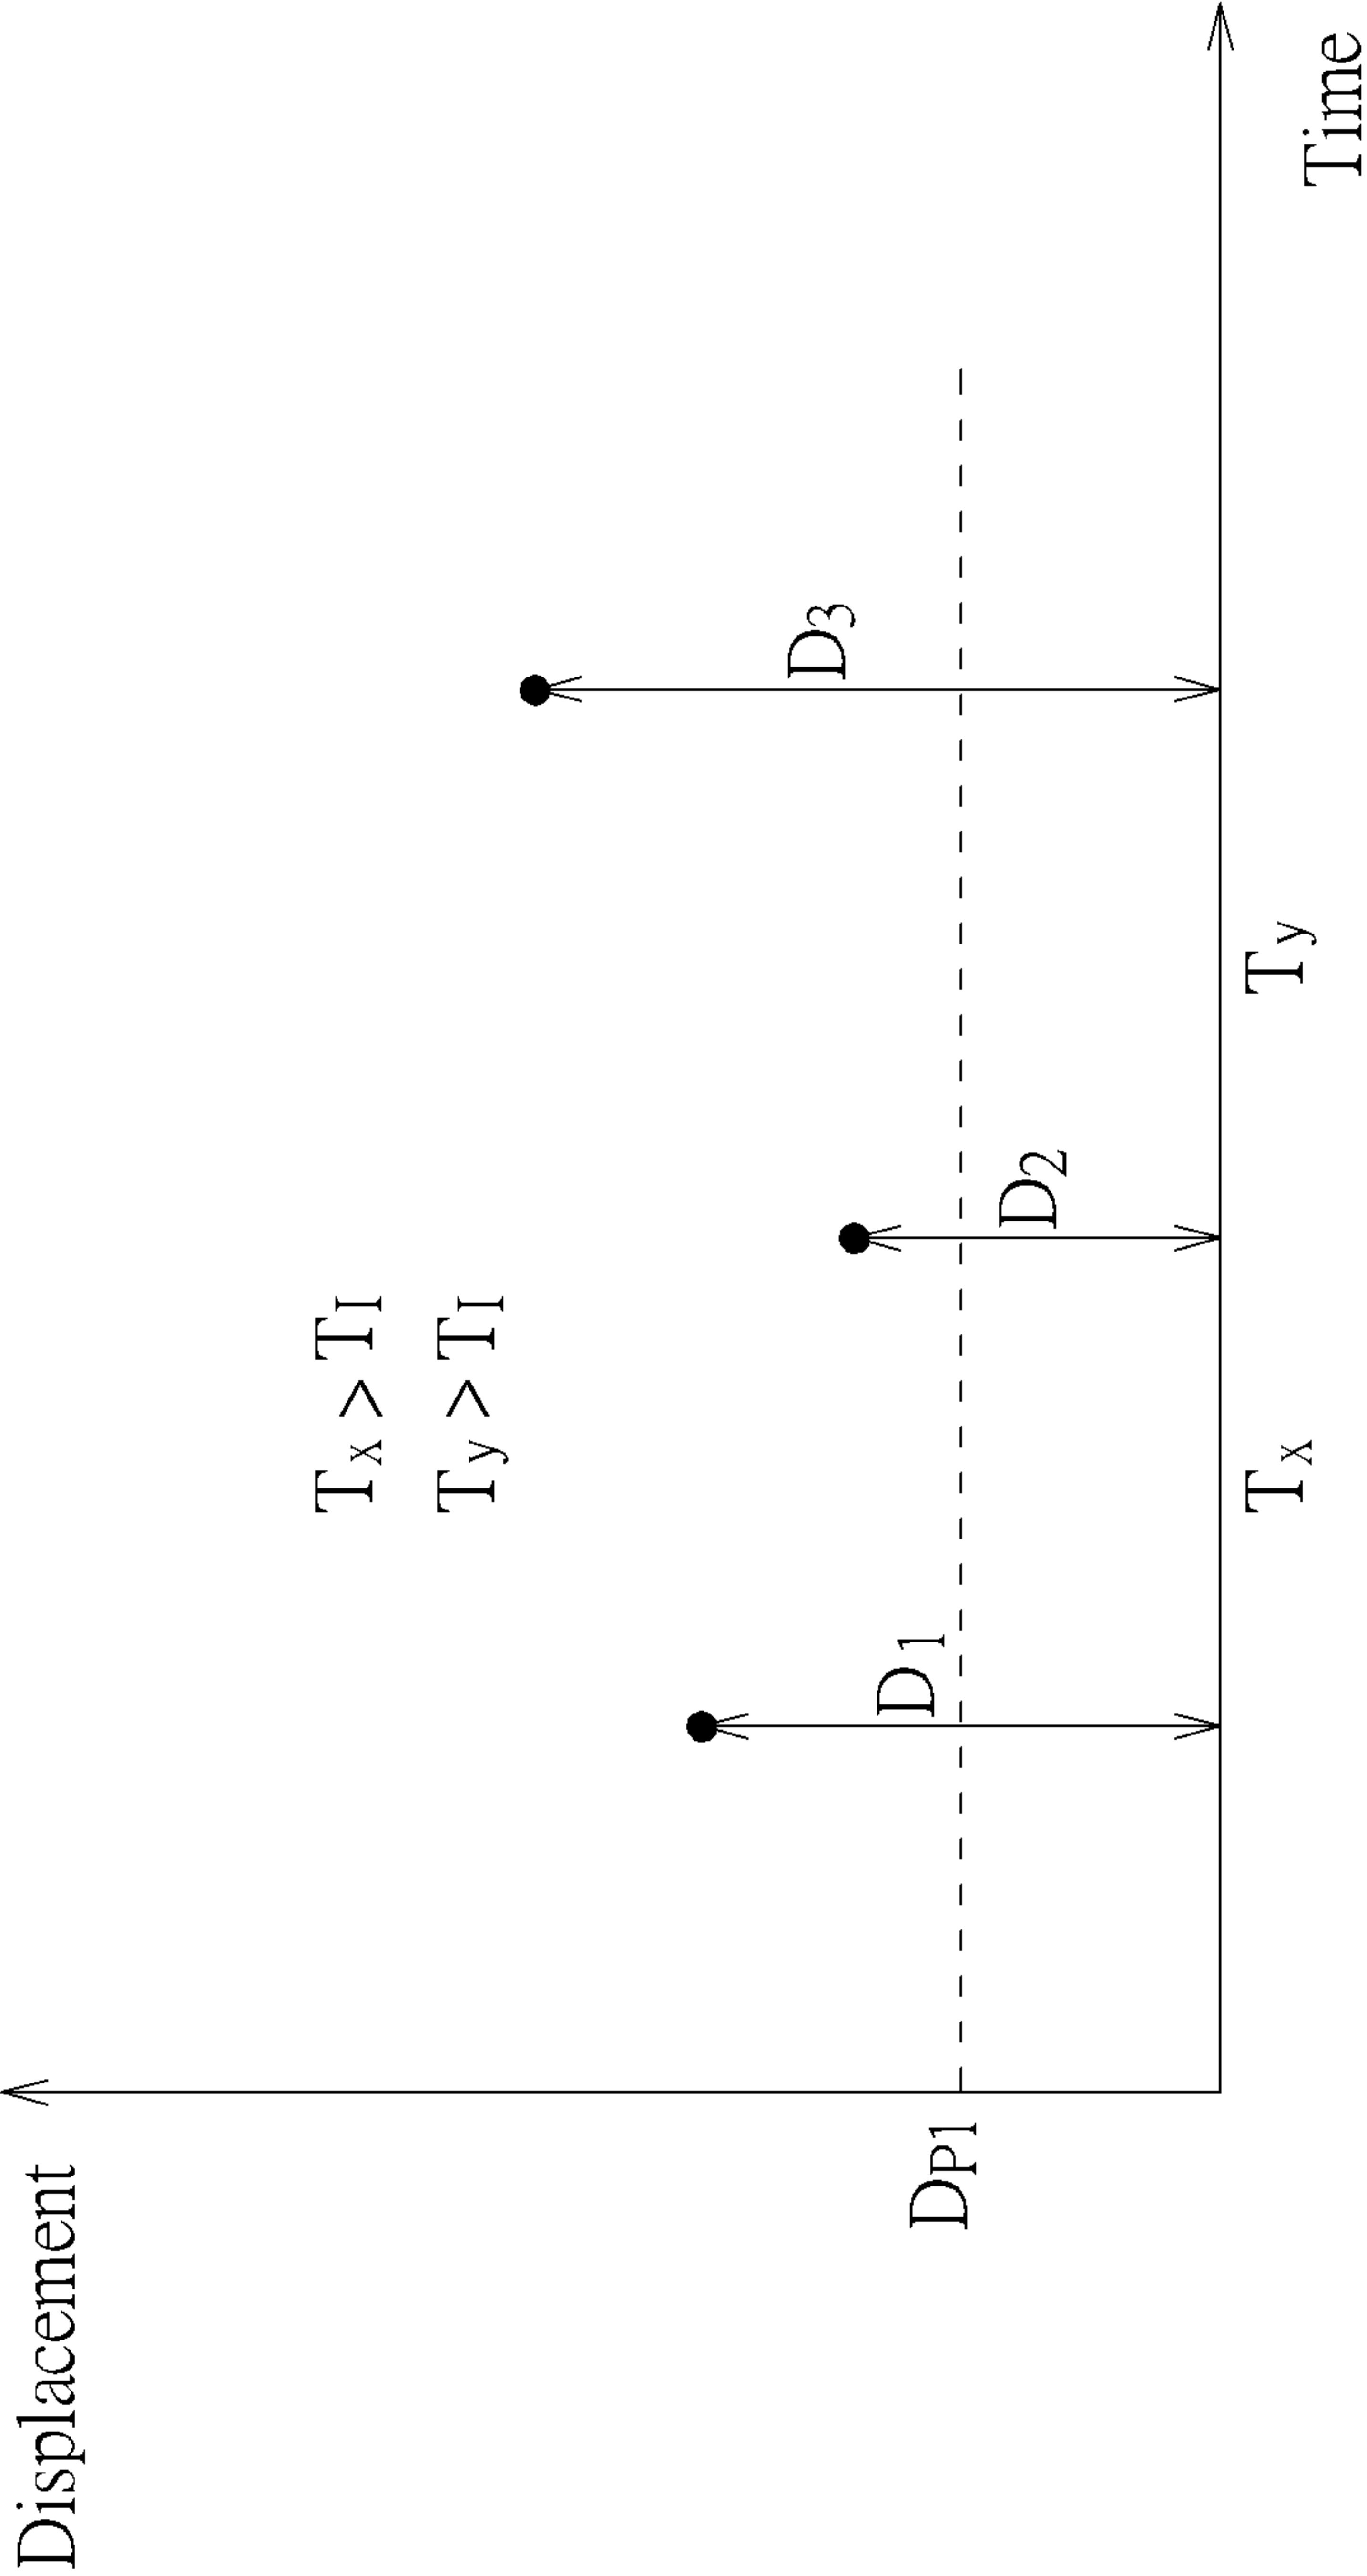 Displacement
Tx > TI
Ty > TI
D3
D1
D2
DP1
Tx
Ty
Time